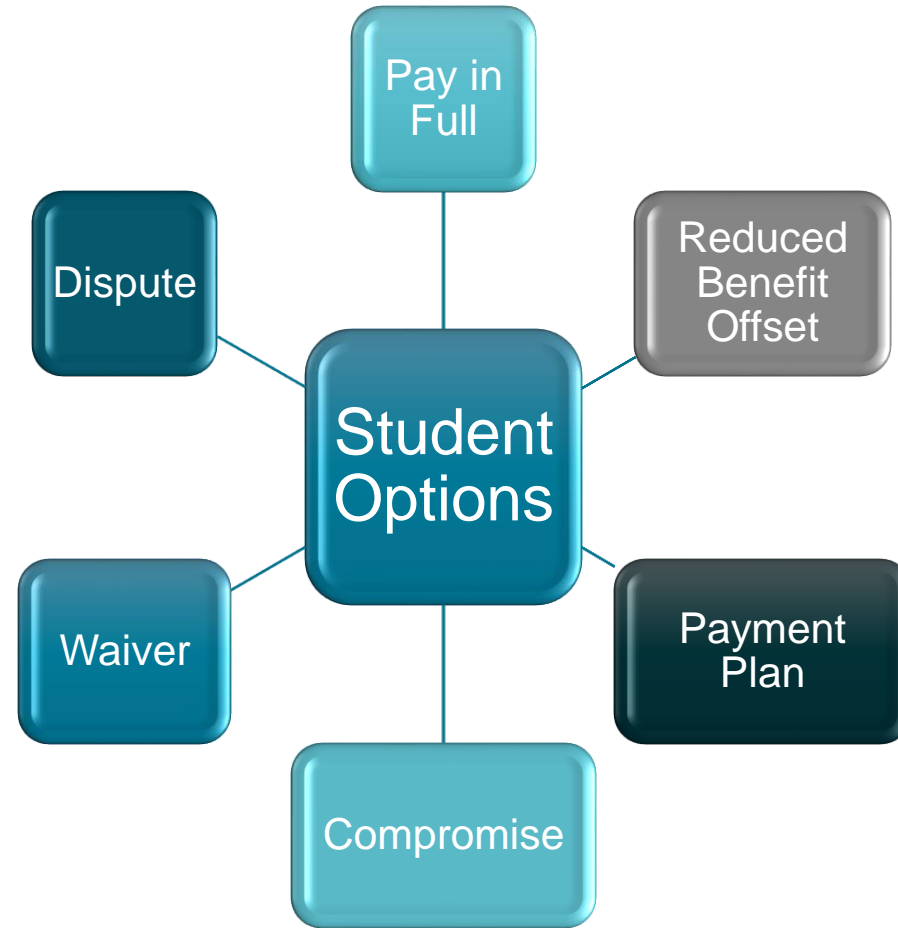 Pay in
Full
Reduced
Benefit
Offset
Payment
Plan
Compromise
Waiver
Dispute
Student
Options